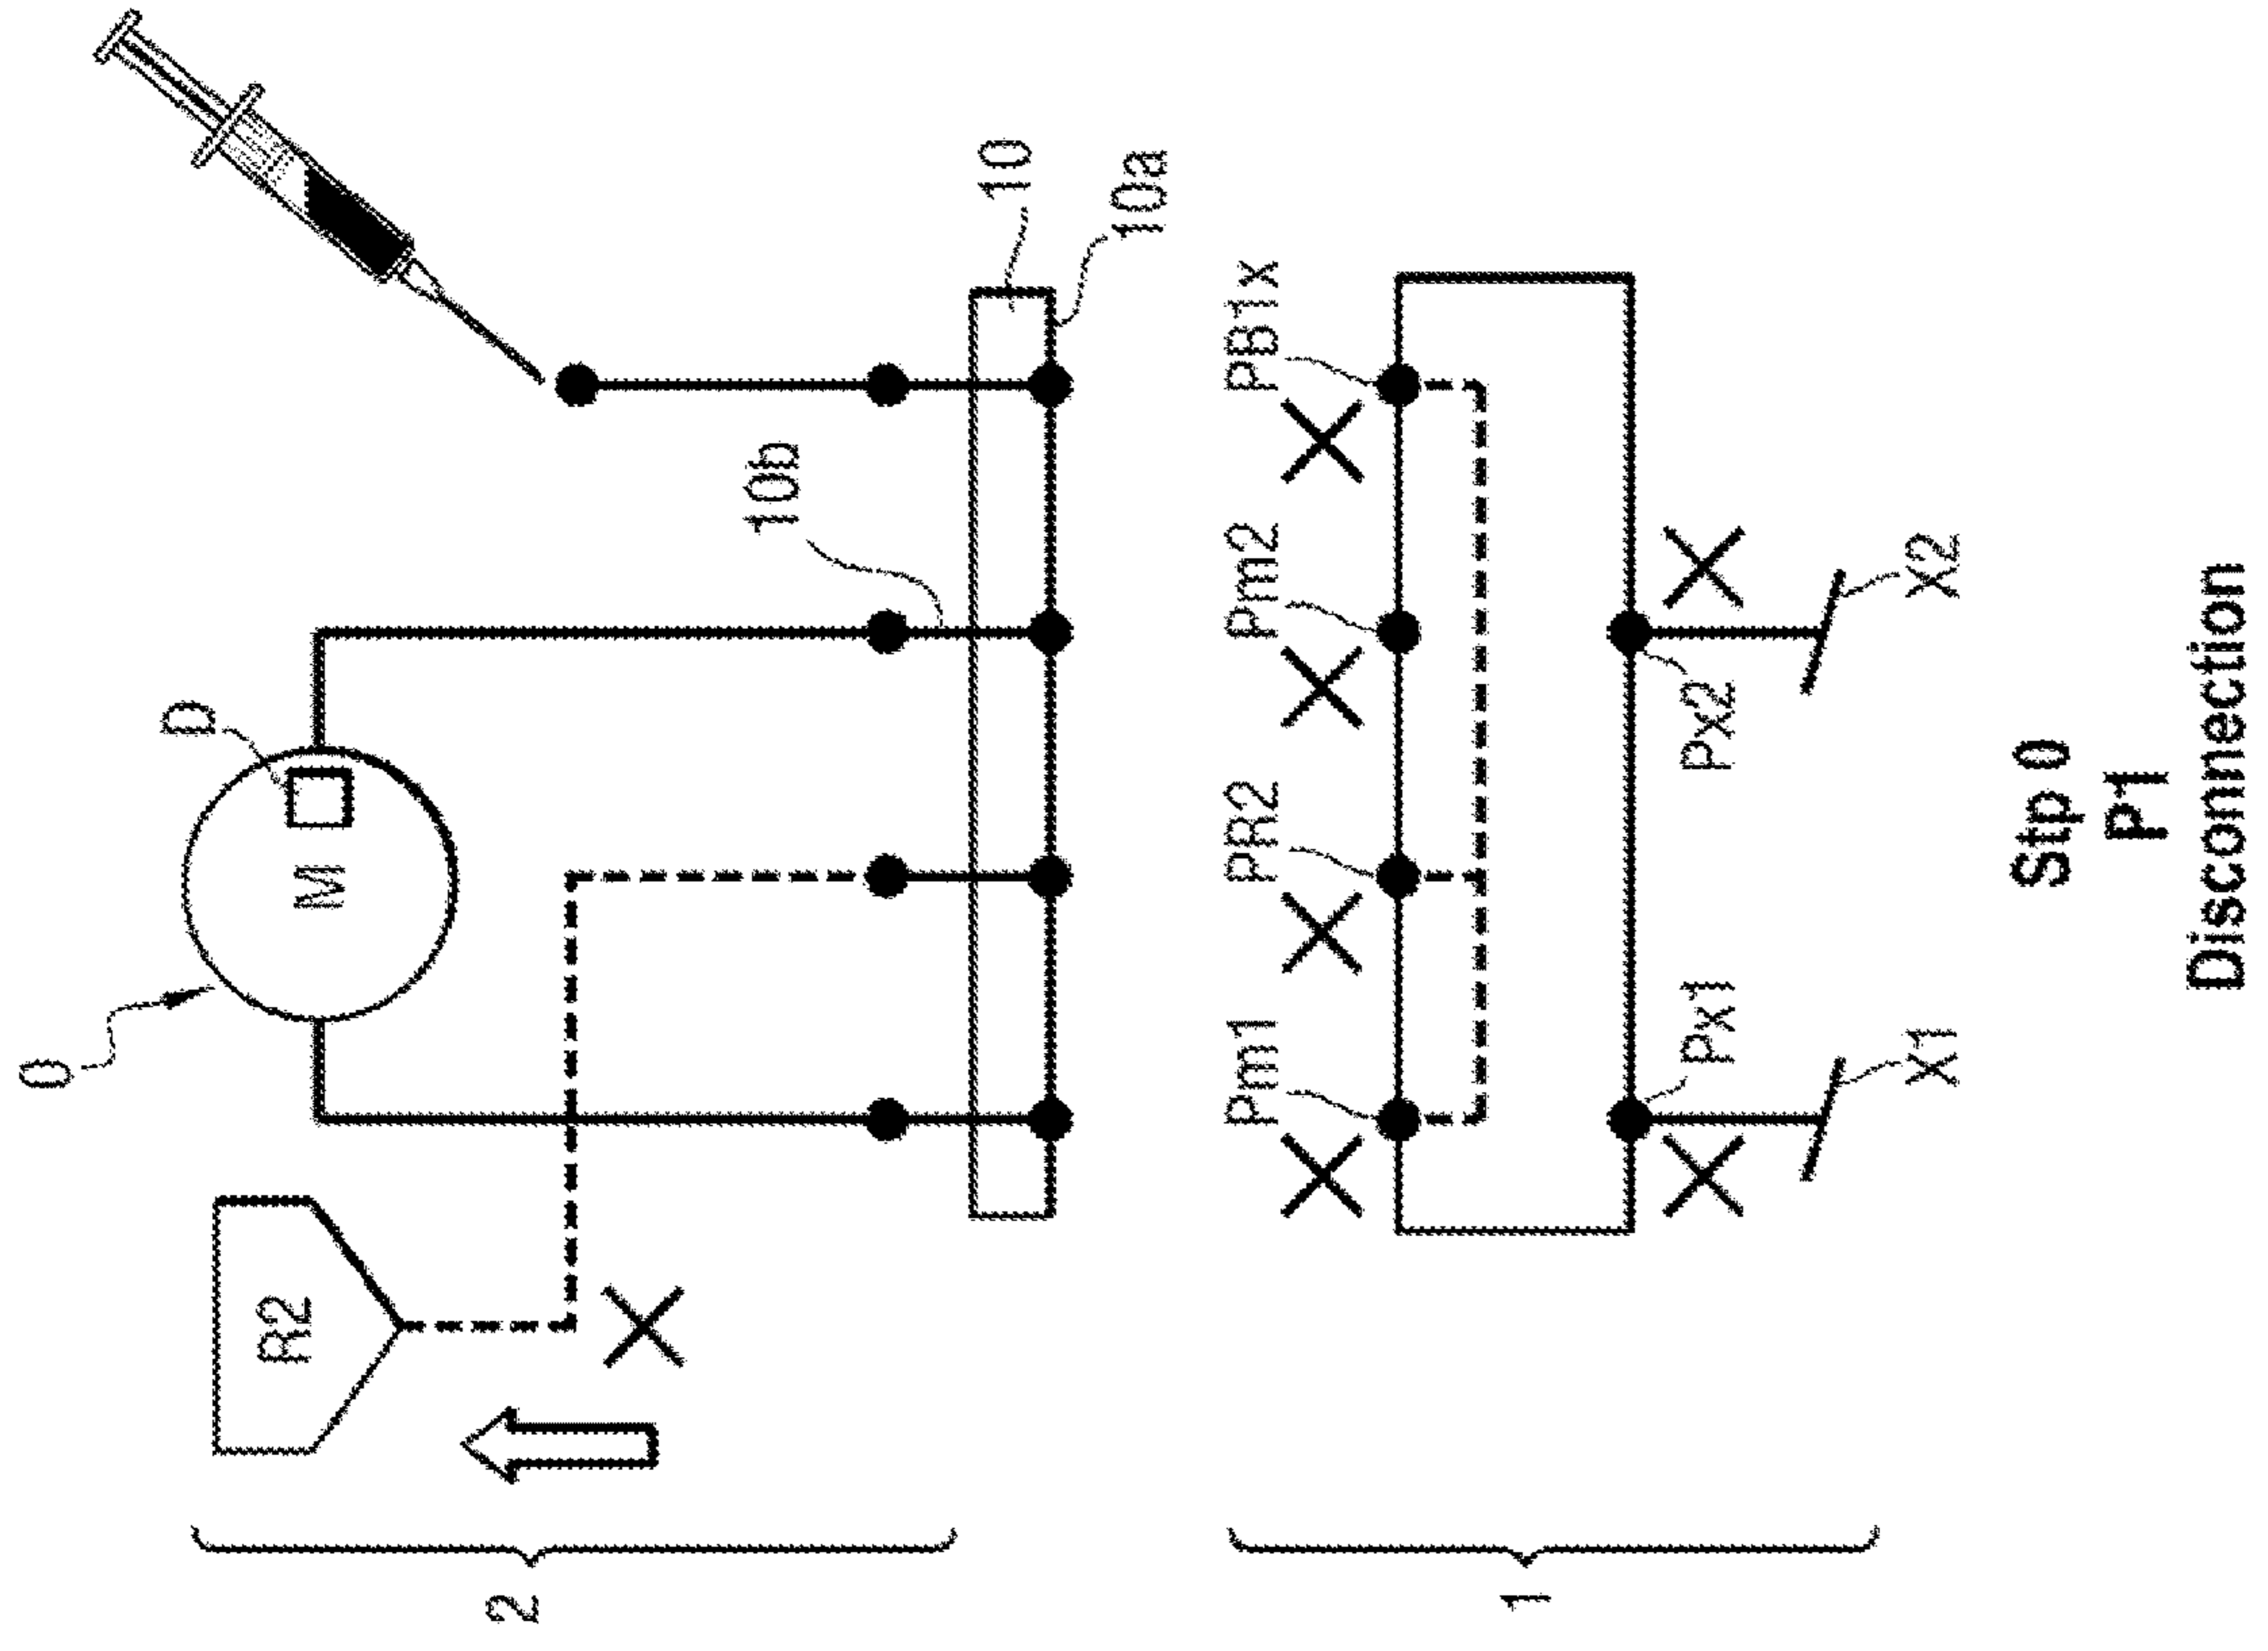 0
D
M
R2
10
10a
10b
2
Pm1
PR2
Pm2
PB1x
Px1
Px2
X1
X2
1
Stp 0
P1
Disconnection